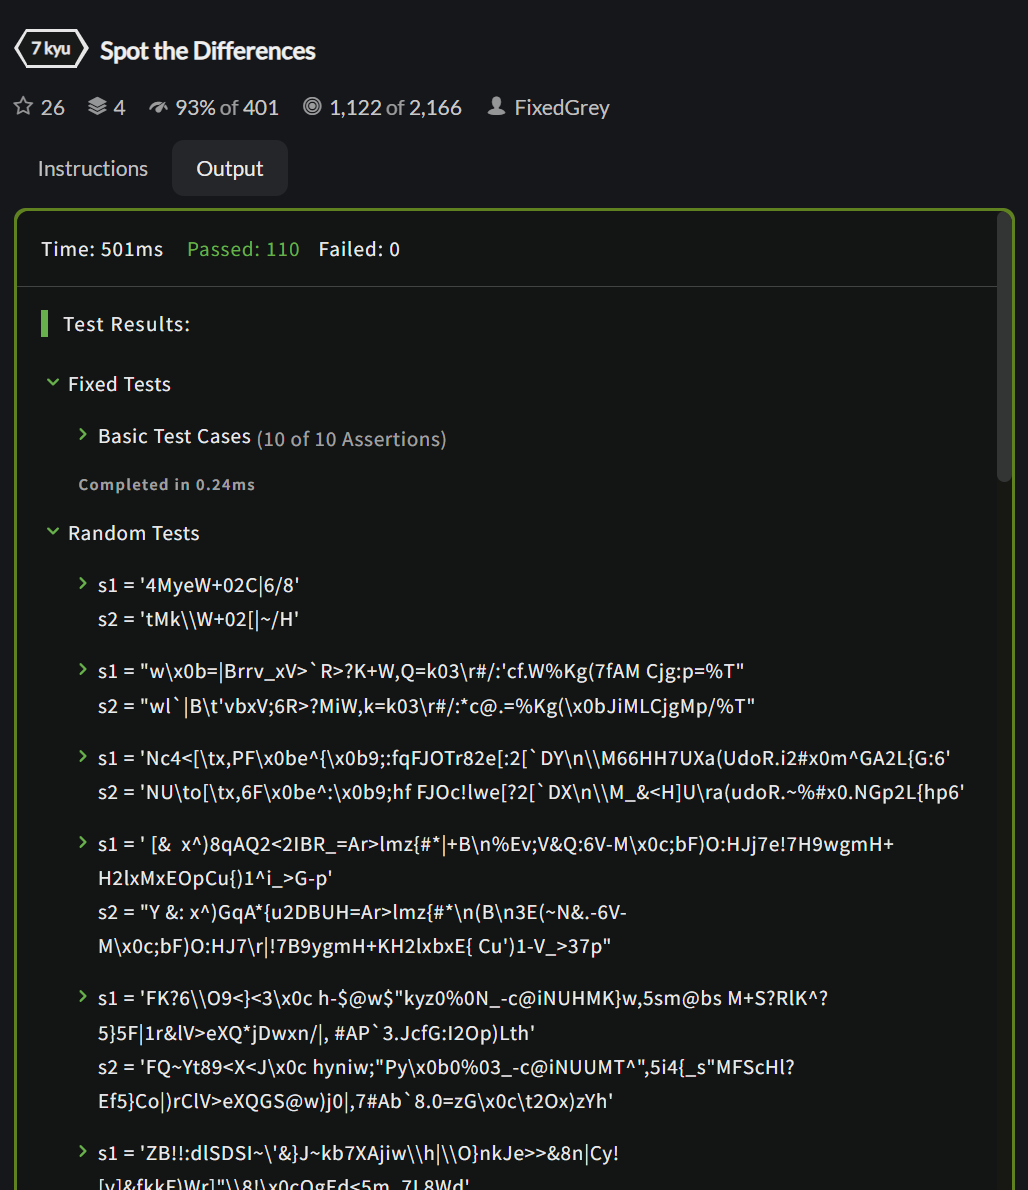 7 kyu Spot the Differences
26 4 93% of 401 1,122 of 2,166 FixedGrey
Instructions Output
Time: 501ms Passed: 110 Failed: 0
Test Results:
Fixed Tests
Basic Test Cases (10 of 10 Assertions)
Completed in 0.24ms
Random Tests
s1 = '4MyeW+02C|6/8'
s2 = 'tMk\\W+02[|~/H'
s1 = "w\x0b=|Brrv_xV>`R>?K+W,Q=k03\r#/:'cf.W%Kg(7fAM Cjg:p=%T"
s2 = "wl`|B\t'vbxV;6R>?MiW,k=k03\r#/:*c@.=%Kg(\x0bJiMLCjgMp/%T"
s1 = 'Nc4<[\tx,PF\x0be^{\x0b9;:fqFJOTr82e[:2[`DY\n\\M66HH7UXa(UdoR.i2#x0m^GA2L{G:6'
s2 = 'NU\to[\tx,6F\x0be^:\x0b9;hf FJOc!lwe[?2[`DX\n\\M_&<H]U\ra(udoR.~%#x0.NGp2L{hp6'
s1 = ' [&  x^)8qAQ2<2IBR_=Ar>lmz{#*|+B\n%Ev;V&Q:6V-M\x0c;bF)O:HJj7e!7H9wgmH+
H2lxMxEOpCu{)1^i_>G-p'
s2 = "Y &: x^)GqA*{u2DBUH=Ar>lmz{#*\n(B\n3E(~N&.-6V-
M\x0c;bF)O:HJ7\r|!7B9ygmH+KH2lxbxE{ Cu')1-V_>37p"
s1 = 'FK?6\\O9<}<3\x0c h-$@w$"kyz0%0N_-c@iNUHMK}w,5sm@bs M+S?RlK^?
5}5F|1r&lV>eXQ*jDwxn/|, #AP`3.JcfG:I2Op)Lth'
s2 = 'FQ~Yt89<X<J\x0c hyniw;"Py\x0b0%03_-c@iNUUMT^",5i4{_s"MFScHl?
Ef5}Co|)rClV>eXQGS@w)j0|,7#Ab`8.0=zG\x0c\t2Ox)zYh'
s1 = 'ZB!!:dlSDSI~\'&}J~kb7XAjiw\\h|\\O}nkJe>>&8n|Cy!